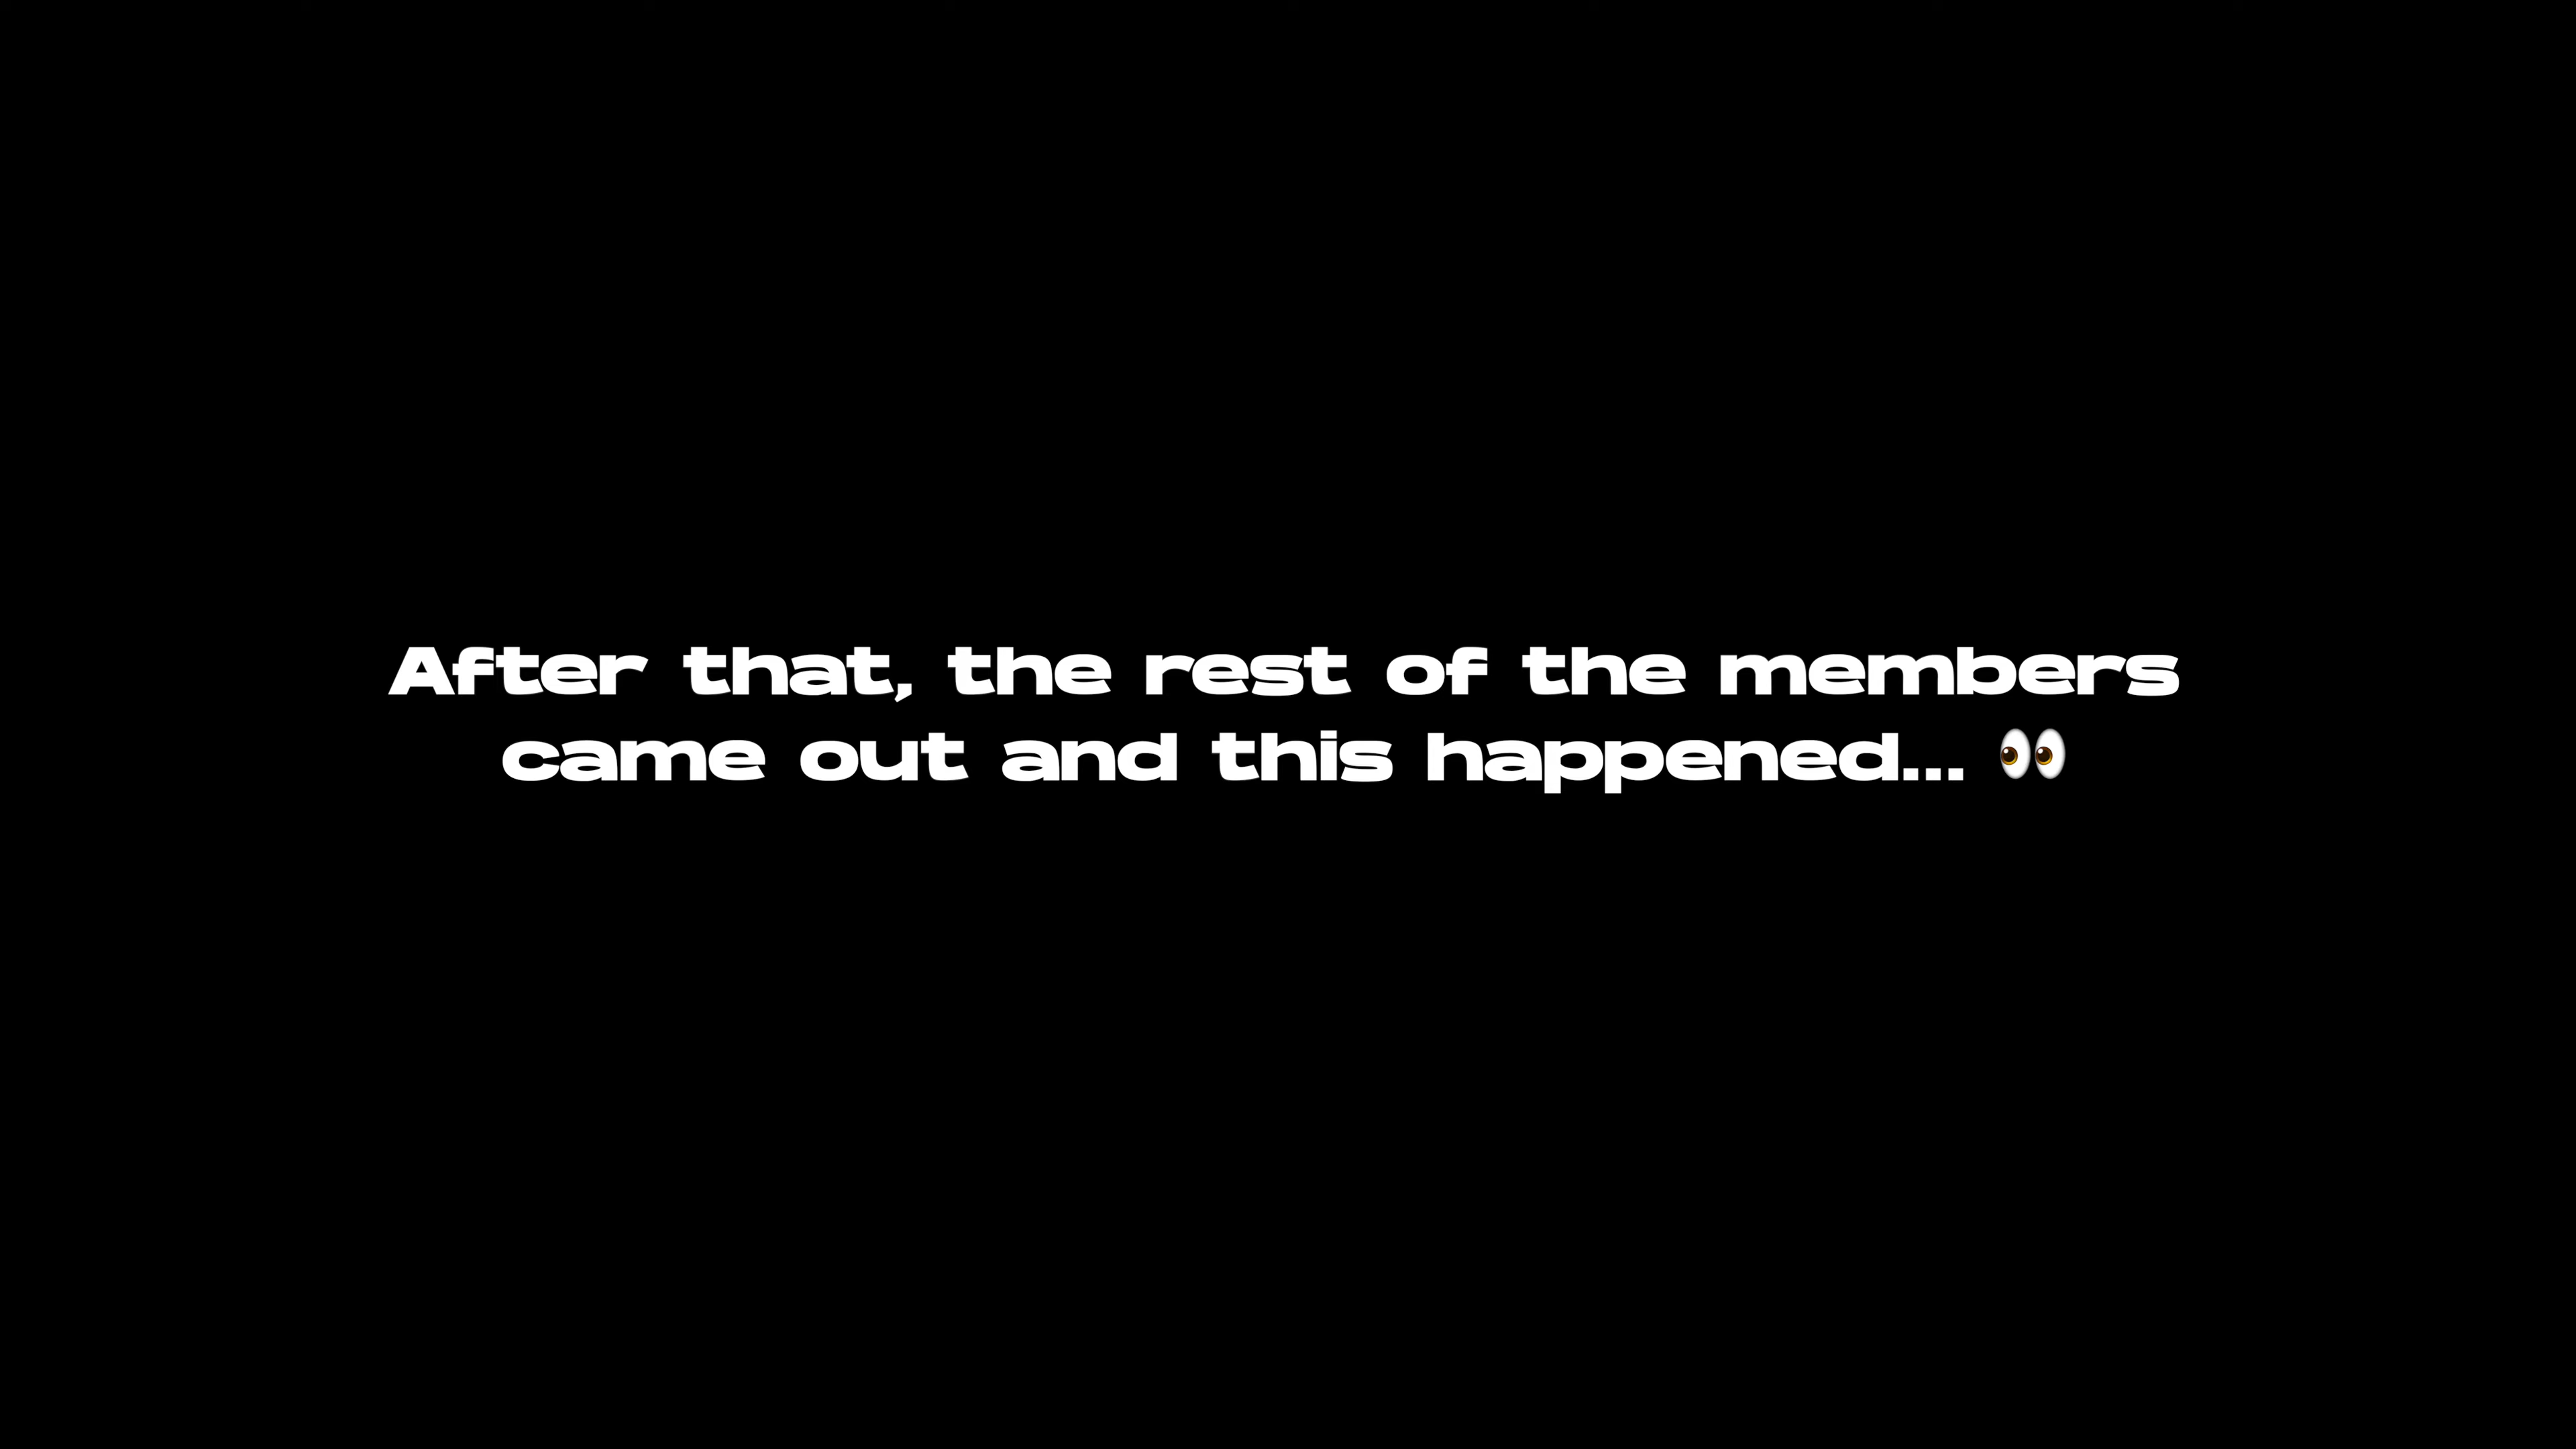 After that, the rest of the members
came out and this happened... 👀